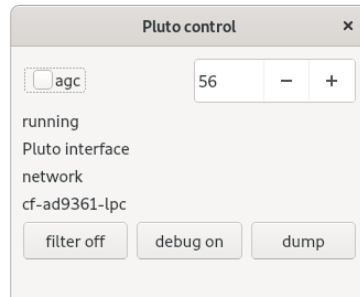 Pluto control ×
agc 56 − +
running
Pluto interface
network
cf-ad9361-lpc
filter off debug on dump